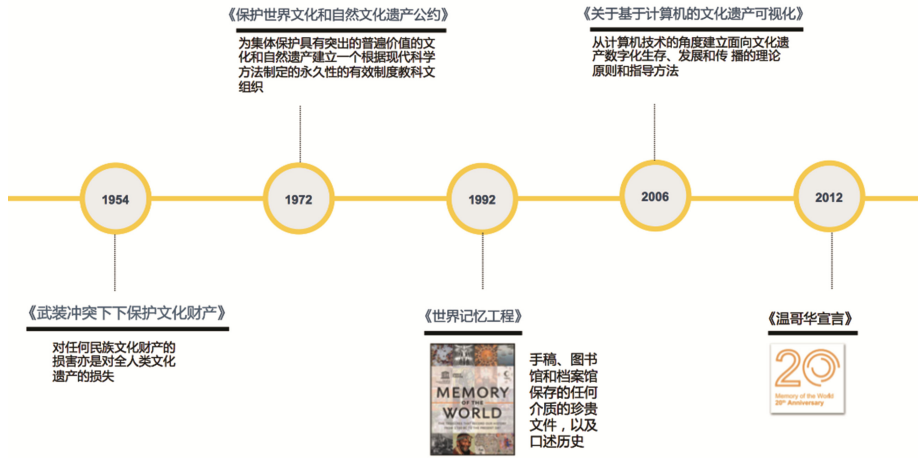 《保护世界文化和自然文化遗产公约》
为集体保护具有突出的普遍价值的文
化和自然遗产建立一个根据现代科学
方法制定的永久性的有效制度教科文
组织
《关于基于计算机的文化遗产可视化》
从计算机技术的角度建立面向文化遗
产数字化生存、发展和传 播的理论
原则和指导方法
1954
1972
1992
2006
2012
《武装冲突下下保护文化财产》
对任何民族文化财产的
损害亦是对全人类文化
遗产的损失
《世界记忆工程》
MEMORY
OF THE
WORLD
手稿、图书
馆和档案馆
保存的任何
介质的珍贵
文件，以及
口述历史
《温哥华宣言》
20
Memory of the World
20th Anniversary